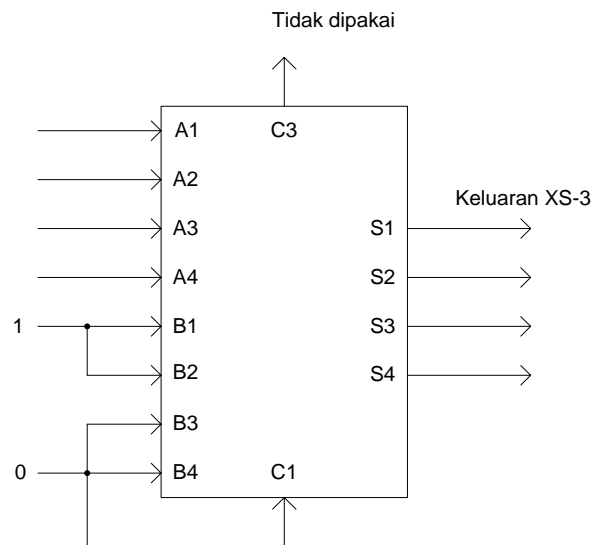 Tidak dipakai
A1
C3
A2
Keluaran XS-3
A3
S1
A4
S2
1
B1
S3
B2
S4
B3
0
B4
C1